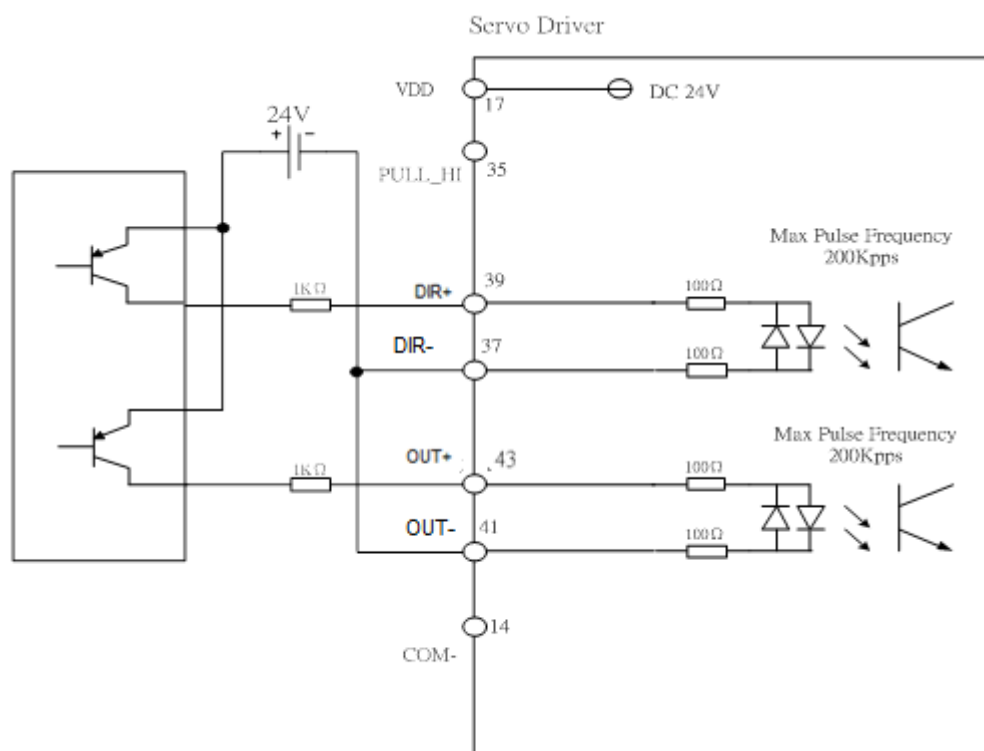 Servo Driver
VDD
17
DC 24V
24V
+ -
PULL_HI
35
Max Pulse Frequency
200Kpps
1KΩ
DIR+
39
100Ω
DIR-
37
100Ω
Max Pulse Frequency
200Kpps
1KΩ
OUT+
43
100Ω
OUT-
41
100Ω
14
COM-